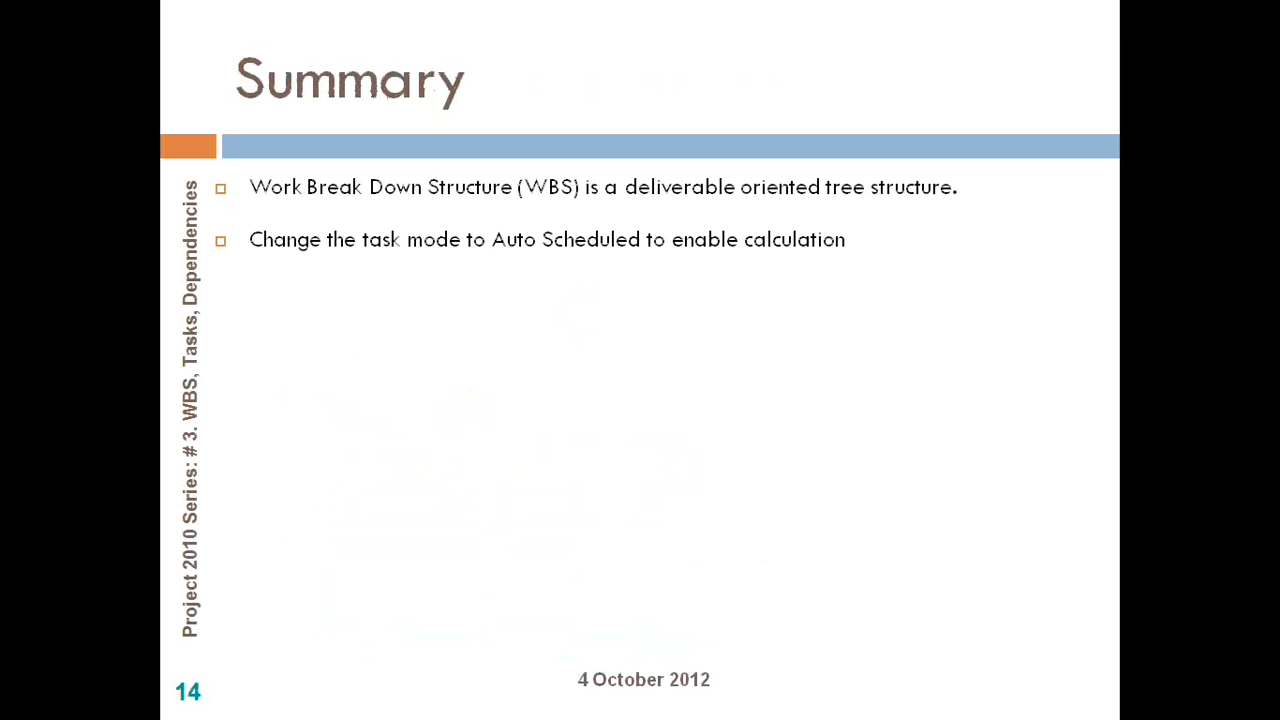 Summary
Work Break Down Structure (WBS) is a deliverable oriented tree structure.
Change the task mode to Auto Scheduled to enable calculation
Project 2010 Series: # 3. WBS, Tasks, Dependencies
14
4 October 2012